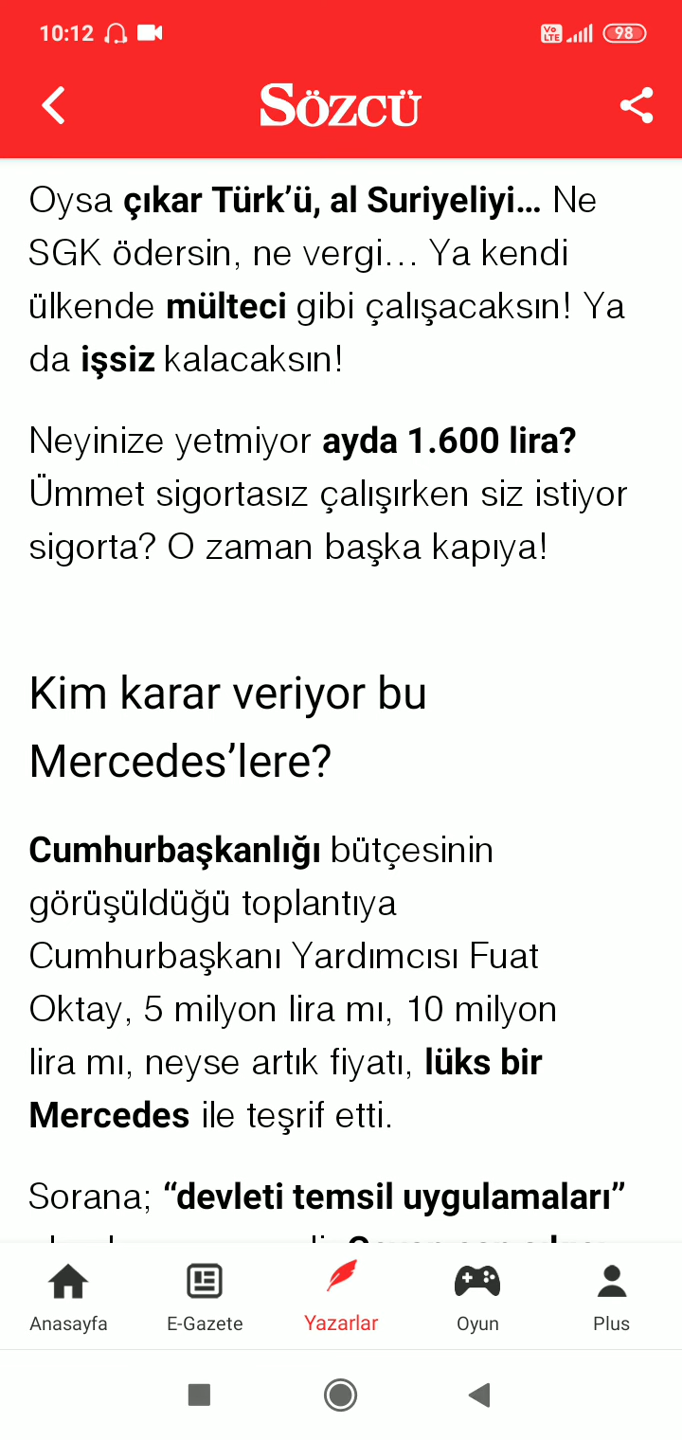 10:12
Vo LTE
98
SÖZCÜ
Oysa çıkar Türk’ü, al Suriyeliyi… Ne
SGK ödersin, ne vergi… Ya kendi
ülkende mülteci gibi çalışacaksın! Ya
da işsiz kalacaksın!
Neyinize yetmiyor ayda 1.600 lira?
Ümmet sigortasız çalışırken siz istiyor
sigorta? O zaman başka kapıya!
Kim karar veriyor bu
Mercedes’lere?
Cumhurbaşkanlığı bütçesinin
görüşüldüğü toplantıya
Cumhurbaşkanı Yardımcısı Fuat
Oktay, 5 milyon lira mı, 10 milyon
lira mı, neyse artık fiyatı, lüks bir
Mercedes ile teşrif etti.
Sorana; “devleti temsil uygulamaları”
Anasayfa
E-Gazete
Yazarlar
Oyun
Plus